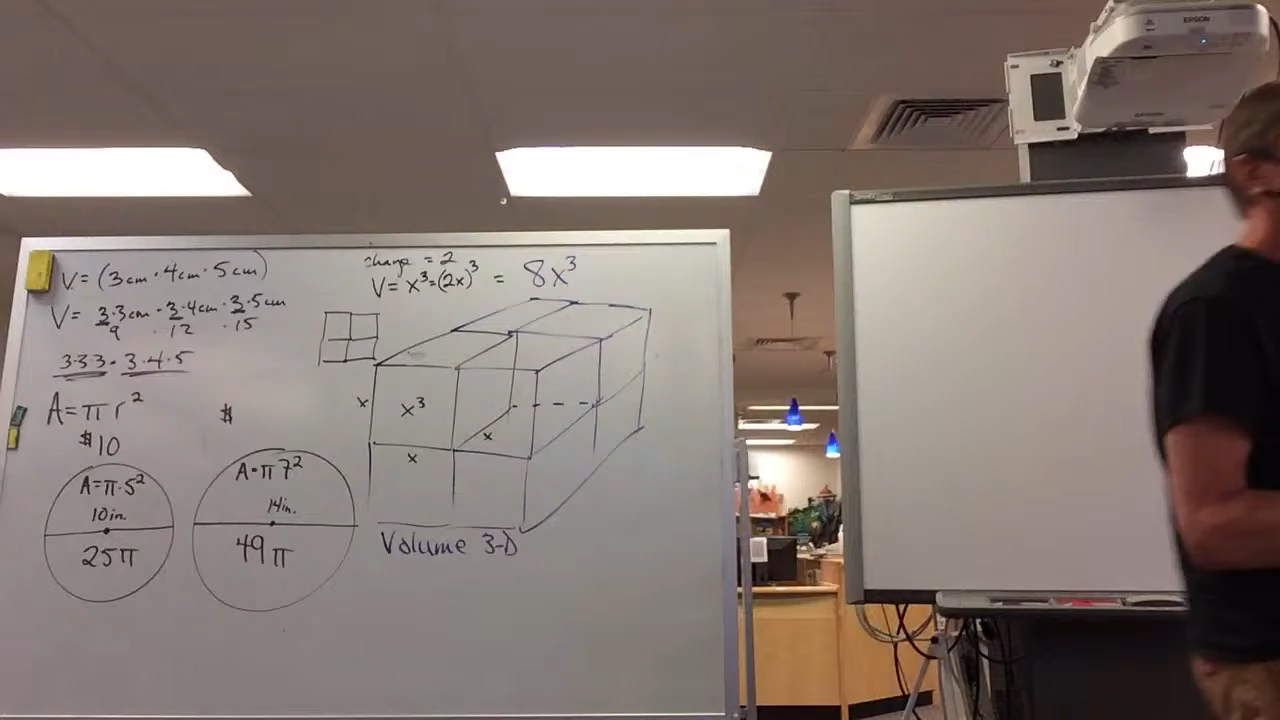 V = (3cm · 4cm · 5cm)
V = 3·3cm · 3·4cm · 3·5cm
9 · 12 · 15
3·3·3 · 3·4·5
A = π r²
$
$10
A=π·5²
10in.
25π
A=π 7²
14in.
49π
change = 2
V= x³=(2x)³ = 8x³
x
x³
x
x
Volume 3-D
EPSON